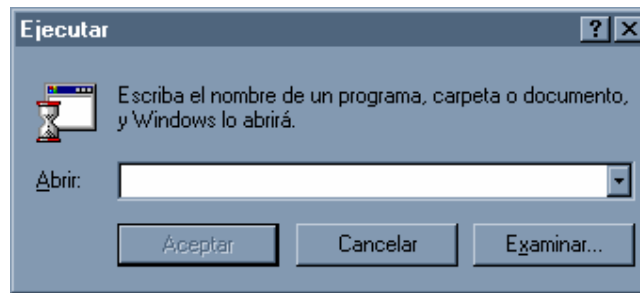 Ejecutar
Escriba el nombre de un programa, carpeta o documento,
y Windows lo abrirá.
Abrir:
Aceptar Cancelar Examinar...